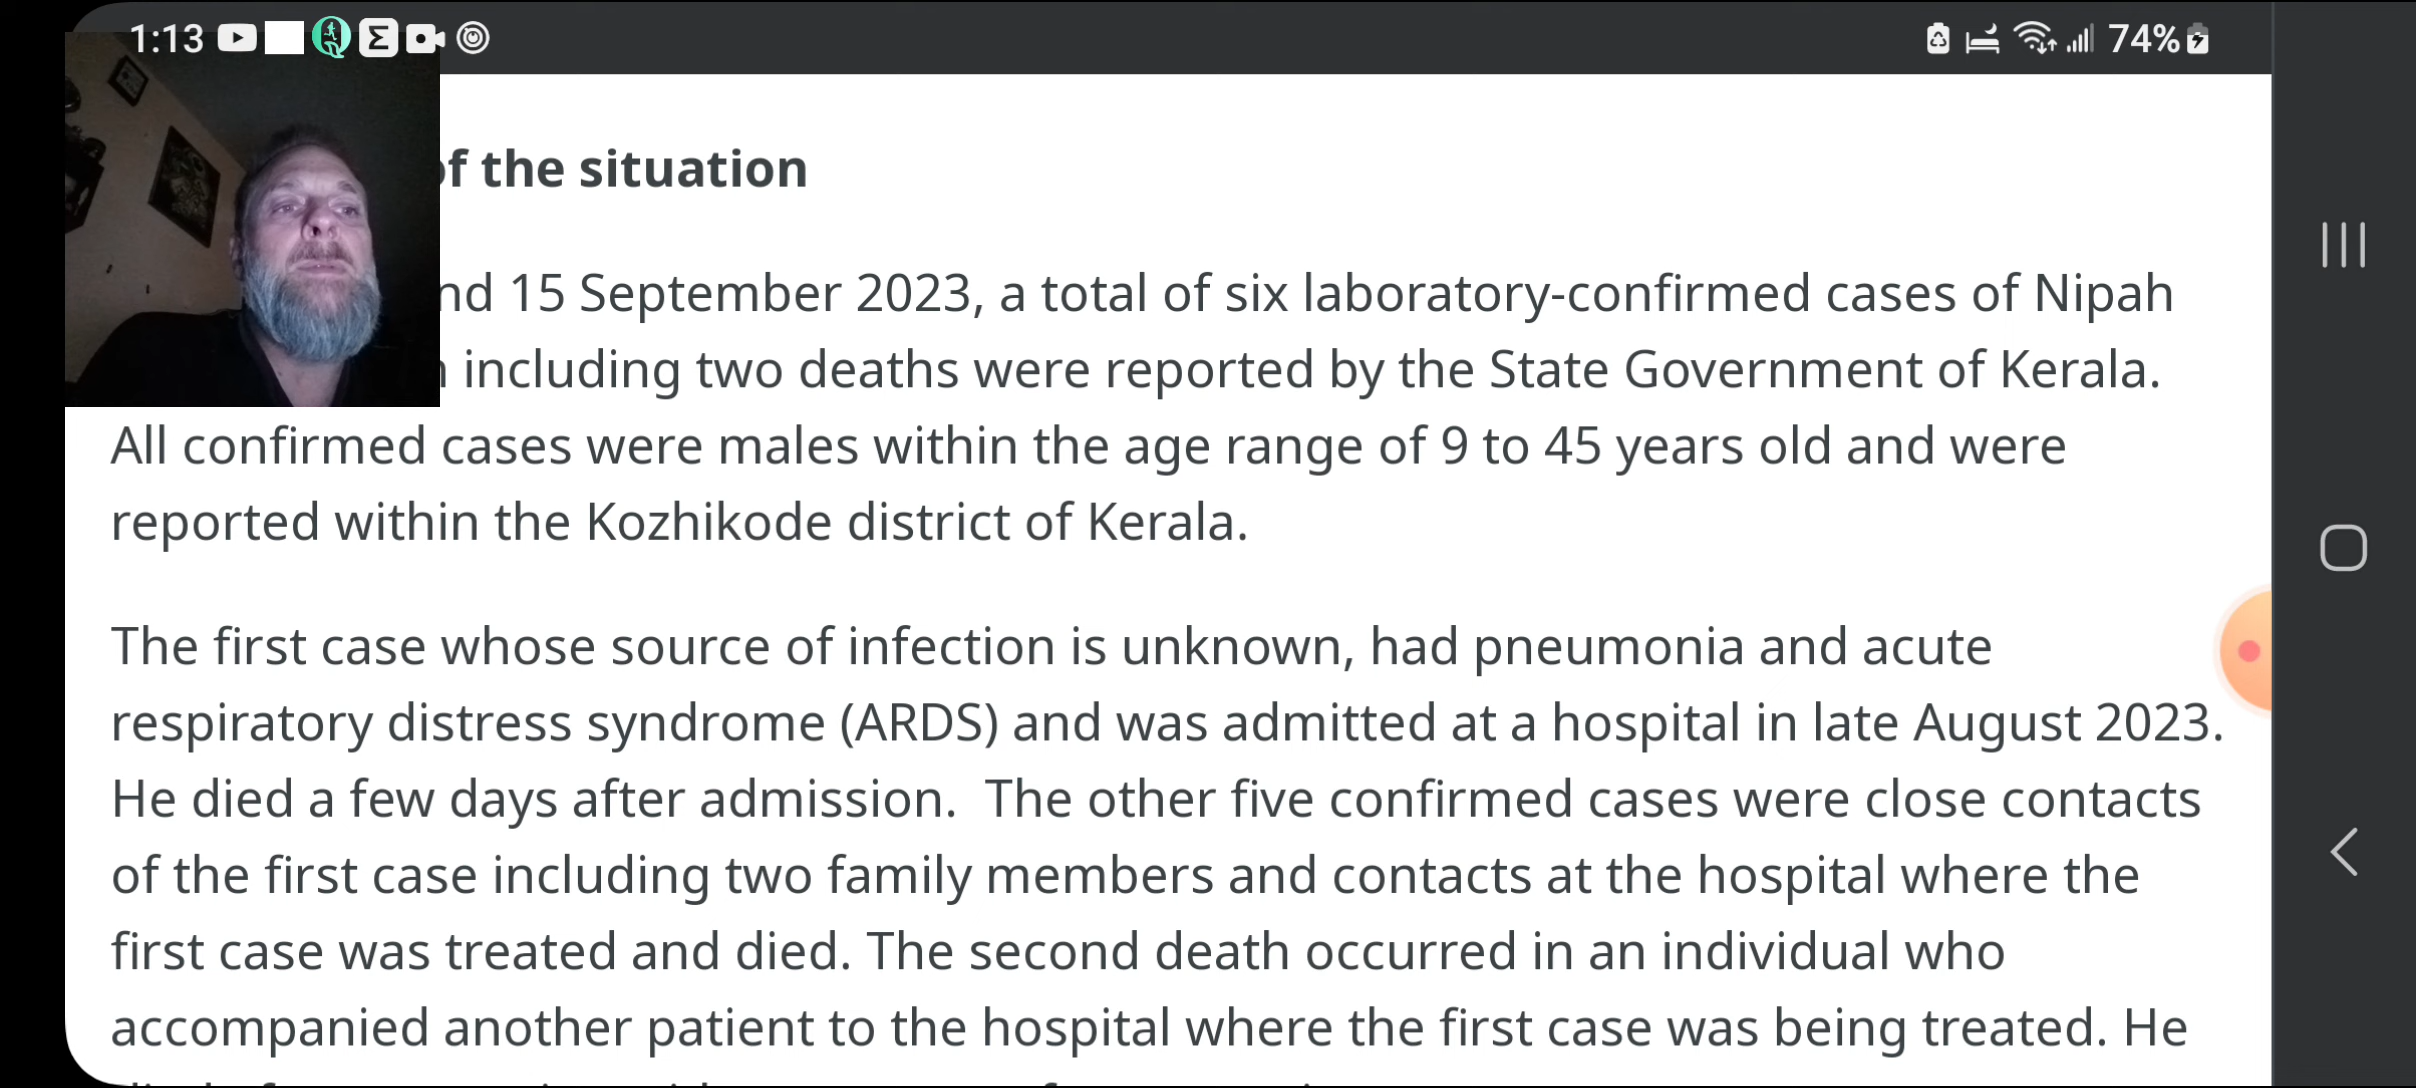 1:13
74%
of the situation
nd 15 September 2023, a total of six laboratory-confirmed cases of Nipah
including two deaths were reported by the State Government of Kerala.
All confirmed cases were males within the age range of 9 to 45 years old and were
reported within the Kozhikode district of Kerala.
The first case whose source of infection is unknown, had pneumonia and acute
respiratory distress syndrome (ARDS) and was admitted at a hospital in late August 2023.
He died a few days after admission.  The other five confirmed cases were close contacts
of the first case including two family members and contacts at the hospital where the
first case was treated and died. The second death occurred in an individual who
accompanied another patient to the hospital where the first case was being treated. He